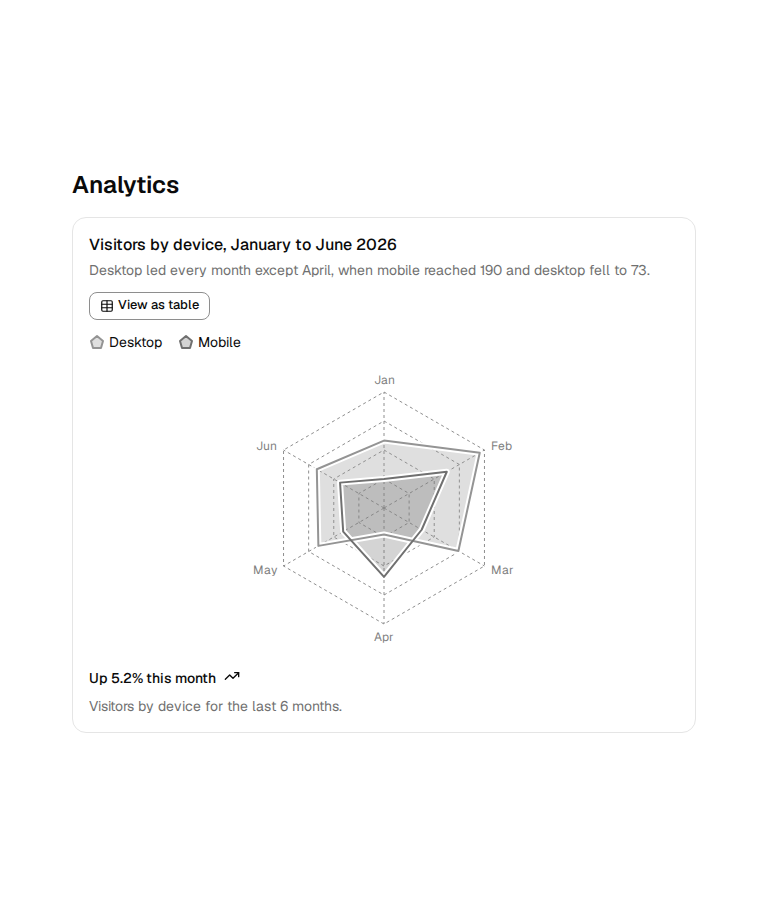 Analytics
Visitors by device, January to June 2026
Desktop led every month except April, when mobile reached 190 and desktop fell to 73.
View as table
Desktop Mobile
Jan
Jun Feb
May Mar
Apr
Up 5.2% this month
Visitors by device for the last 6 months.